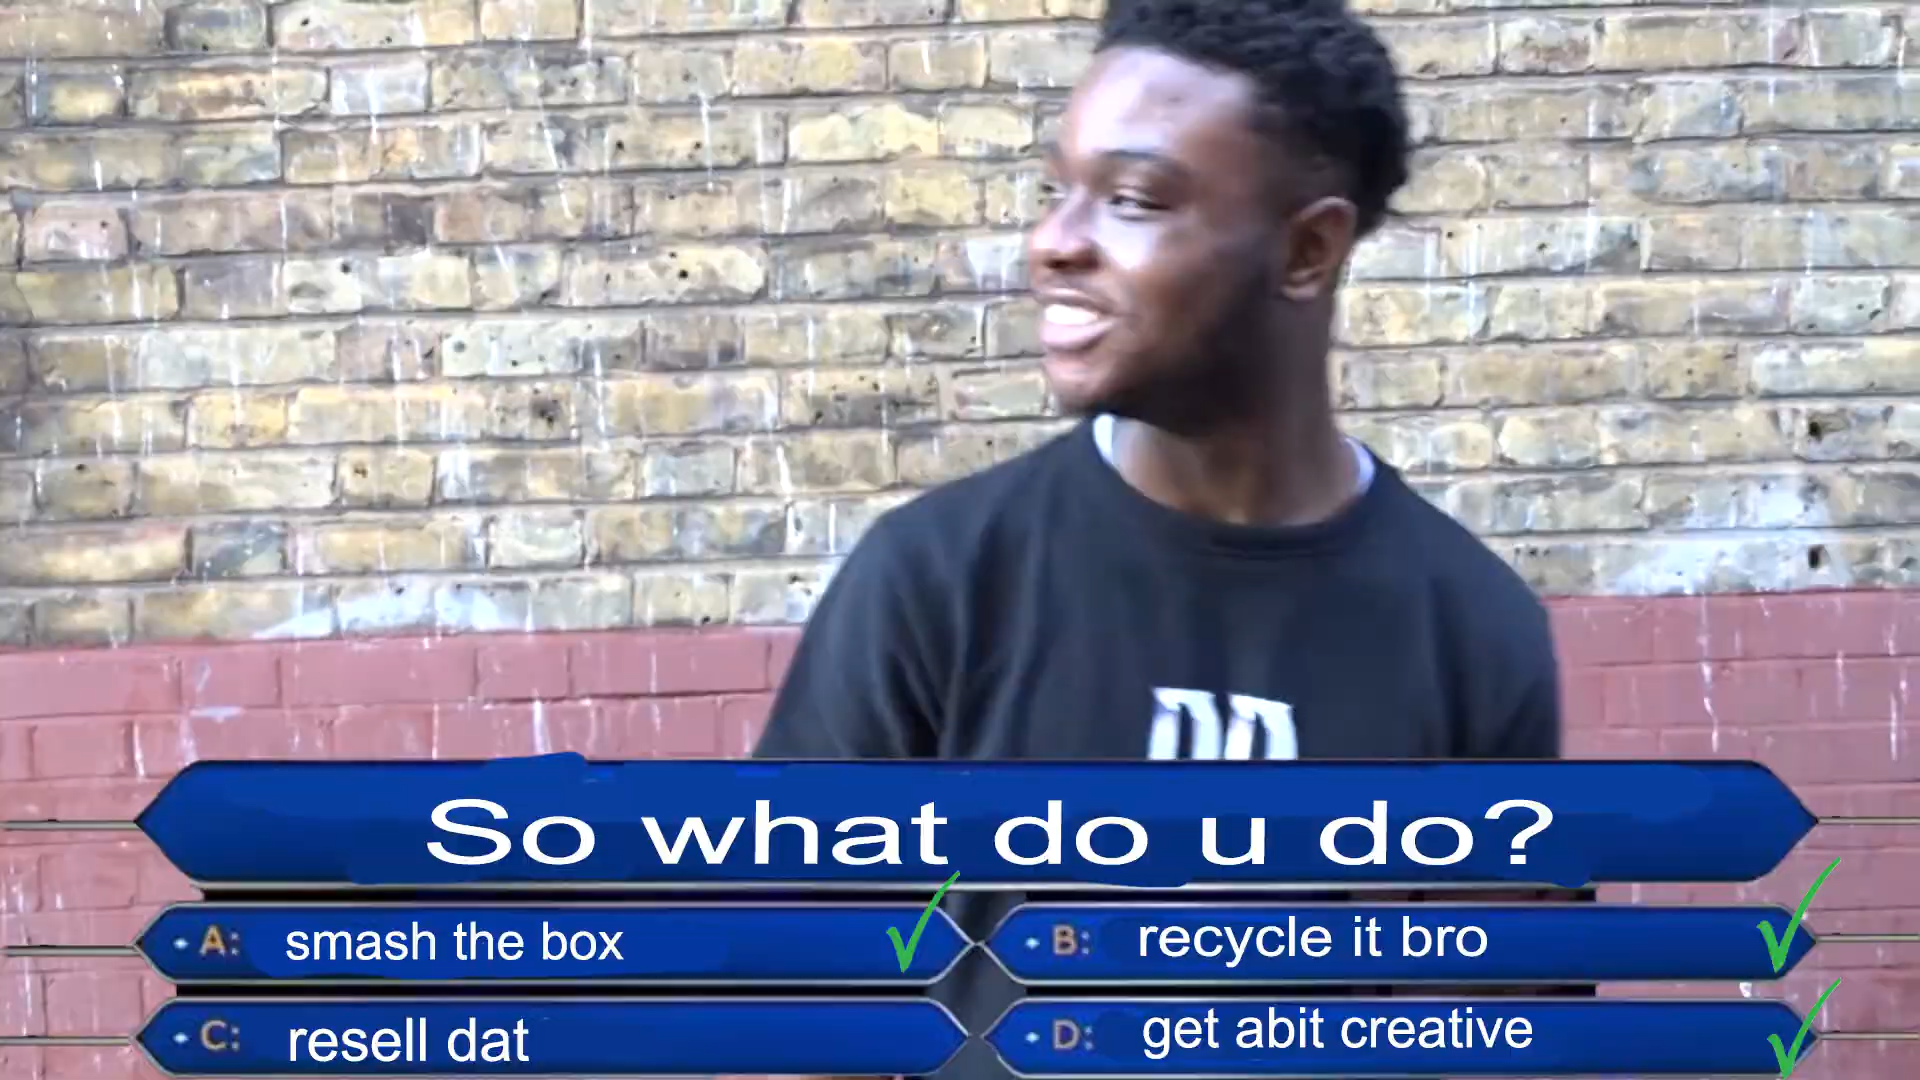 So what do u do?
A: smash the box
B: recycle it bro
C: resell dat
D: get abit creative